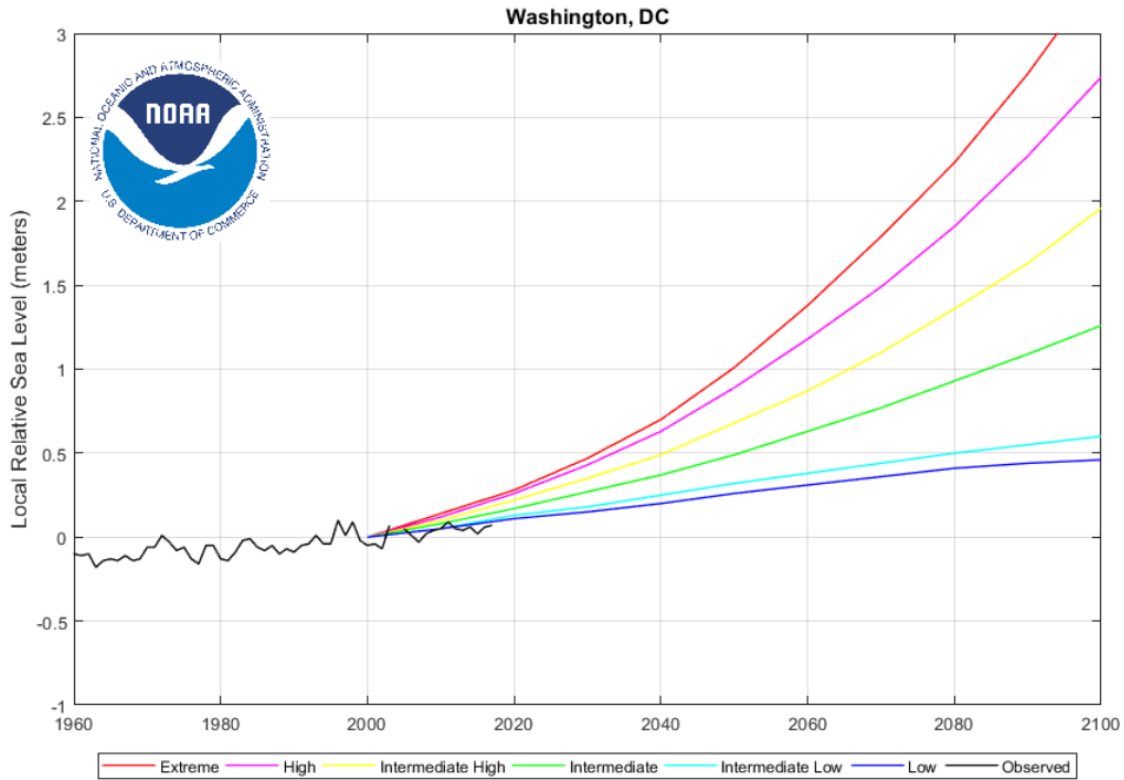 Washington, DC
3
2.5
2
1.5
1
0.5
0
-0.5
-1
Local Relative Sea Level (meters)
NATIONAL OCEANIC AND ATMOSPHERIC ADMINISTRATION
NOAA
U.S. DEPARTMENT OF COMMERCE
1960 1980 2000 2020 2040 2060 2080 2100
Extreme High Intermediate High Intermediate Intermediate Low Low Observed